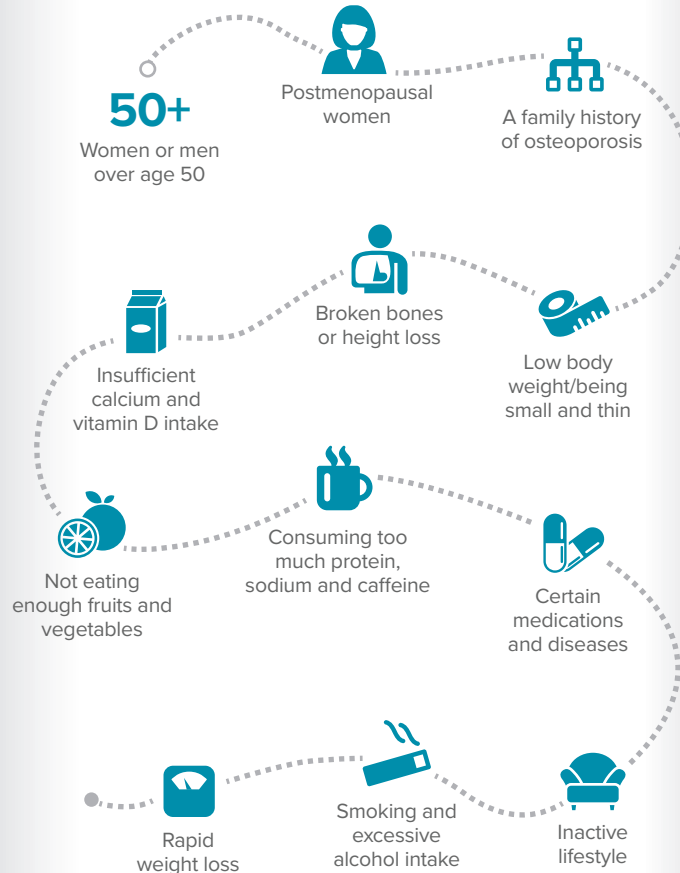 50+
Women or men
over age 50
Postmenopausal
women
A family history
of osteoporosis
Low body
weight/being
small and thin
Broken bones
or height loss
Insufficient
calcium and
vitamin D intake
Not eating
enough fruits and
vegetables
Consuming too
much protein,
sodium and caffeine
Certain
medications
and diseases
Inactive
lifestyle
Smoking and
excessive
alcohol intake
Rapid
weight loss